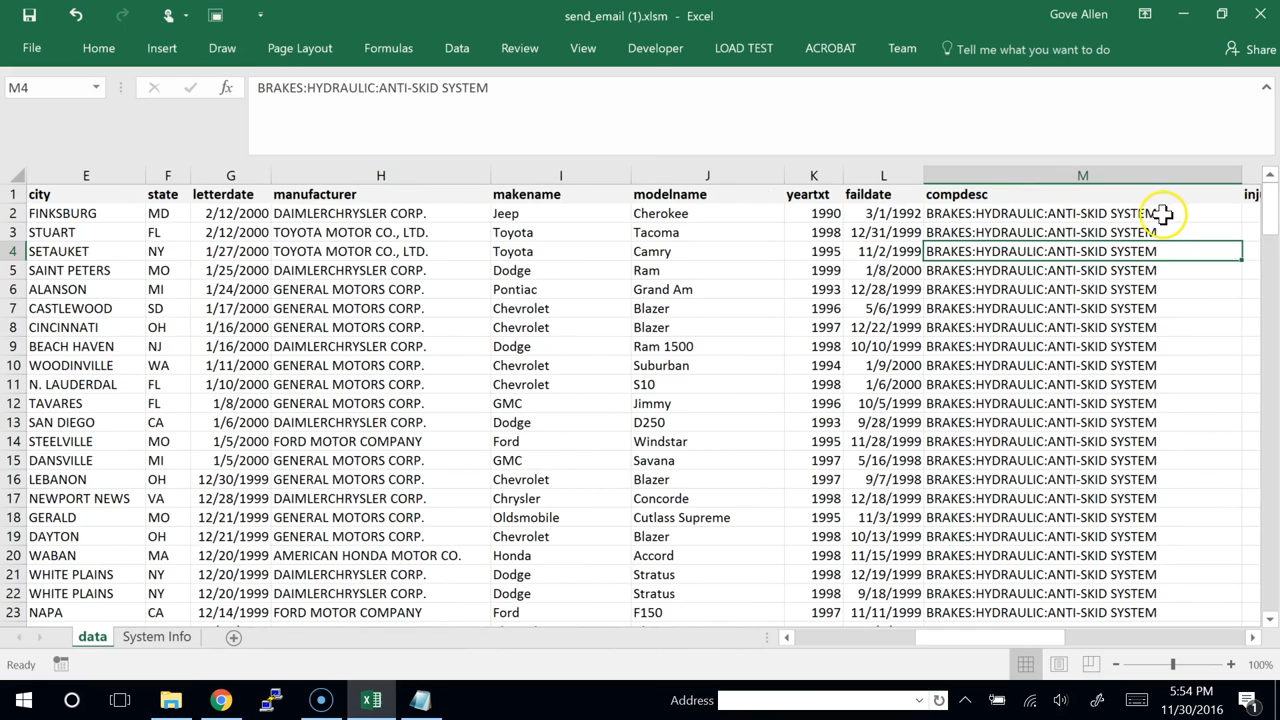 send_email (1).xlsm - Excel
Gove Allen
File Home Insert Draw Page Layout Formulas Data Review View Developer LOAD TEST ACROBAT Team Tell me what you want to do Share
M4 fx BRAKES:HYDRAULIC:ANTI-SKID SYSTEM
E F G H I J K L M
1 city state letterdate manufacturer makename modelname yeartxt faildate compdesc inj
2 FINKSBURG MD 2/12/2000 DAIMLERCHRYSLER CORP. Jeep Cherokee 1990 3/1/1992 BRAKES:HYDRAULIC:ANTI-SKID SYSTEM
3 STUART FL 2/12/2000 TOYOTA MOTOR CO., LTD. Toyota Tacoma 1998 12/31/1999 BRAKES:HYDRAULIC:ANTI-SKID SYSTEM
4 SETAUKET NY 1/27/2000 TOYOTA MOTOR CO., LTD. Toyota Camry 1995 11/2/1999 BRAKES:HYDRAULIC:ANTI-SKID SYSTEM
5 SAINT PETERS MO 1/25/2000 DAIMLERCHRYSLER CORP. Dodge Ram 1999 1/8/2000 BRAKES:HYDRAULIC:ANTI-SKID SYSTEM
6 ALANSON MI 1/24/2000 GENERAL MOTORS CORP. Pontiac Grand Am 1993 12/28/1999 BRAKES:HYDRAULIC:ANTI-SKID SYSTEM
7 CASTLEWOOD SD 1/17/2000 GENERAL MOTORS CORP. Chevrolet Blazer 1996 5/6/1999 BRAKES:HYDRAULIC:ANTI-SKID SYSTEM
8 CINCINNATI OH 1/16/2000 GENERAL MOTORS CORP. Chevrolet Blazer 1997 12/22/1999 BRAKES:HYDRAULIC:ANTI-SKID SYSTEM
9 BEACH HAVEN NJ 1/16/2000 DAIMLERCHRYSLER CORP. Dodge Ram 1500 1998 10/10/1999 BRAKES:HYDRAULIC:ANTI-SKID SYSTEM
10 WOODINVILLE WA 1/11/2000 GENERAL MOTORS CORP. Chevrolet Suburban 1994 1/9/2000 BRAKES:HYDRAULIC:ANTI-SKID SYSTEM
11 N. LAUDERDAL FL 1/10/2000 GENERAL MOTORS CORP. Chevrolet S10 1998 1/6/2000 BRAKES:HYDRAULIC:ANTI-SKID SYSTEM
12 TAVARES FL 1/8/2000 GENERAL MOTORS CORP. GMC Jimmy 1996 10/5/1999 BRAKES:HYDRAULIC:ANTI-SKID SYSTEM
13 SAN DIEGO CA 1/6/2000 DAIMLERCHRYSLER CORP. Dodge D250 1993 9/28/1999 BRAKES:HYDRAULIC:ANTI-SKID SYSTEM
14 STEELVILLE MO 1/5/2000 FORD MOTOR COMPANY Ford Windstar 1995 11/28/1999 BRAKES:HYDRAULIC:ANTI-SKID SYSTEM
15 DANSVILLE MI 1/5/2000 GENERAL MOTORS CORP. GMC Savana 1997 5/16/1998 BRAKES:HYDRAULIC:ANTI-SKID SYSTEM
16 LEBANON OH 12/30/1999 GENERAL MOTORS CORP. Chevrolet Blazer 1997 9/7/1998 BRAKES:HYDRAULIC:ANTI-SKID SYSTEM
17 NEWPORT NEWS VA 12/28/1999 DAIMLERCHRYSLER CORP. Chrysler Concorde 1998 12/18/1999 BRAKES:HYDRAULIC:ANTI-SKID SYSTEM
18 GERALD MO 12/21/1999 GENERAL MOTORS CORP. Oldsmobile Cutlass Supreme 1995 11/3/1999 BRAKES:HYDRAULIC:ANTI-SKID SYSTEM
19 DAYTON OH 12/21/1999 GENERAL MOTORS CORP. Chevrolet Blazer 1998 10/13/1999 BRAKES:HYDRAULIC:ANTI-SKID SYSTEM
20 WABAN MA 12/20/1999 AMERICAN HONDA MOTOR CO. Honda Accord 1998 11/15/1999 BRAKES:HYDRAULIC:ANTI-SKID SYSTEM
21 WHITE PLAINS NY 12/20/1999 DAIMLERCHRYSLER CORP. Dodge Stratus 1998 12/19/1999 BRAKES:HYDRAULIC:ANTI-SKID SYSTEM
22 WHITE PLAINS NY 12/20/1999 DAIMLERCHRYSLER CORP. Dodge Stratus 1998 9/18/1999 BRAKES:HYDRAULIC:ANTI-SKID SYSTEM
23 NAPA CA 12/14/1999 FORD MOTOR COMPANY Ford F150 1997 11/11/1999 BRAKES:HYDRAULIC:ANTI-SKID SYSTEM
data System Info
Ready 100%
Address
5:54 PM
11/30/2016
1